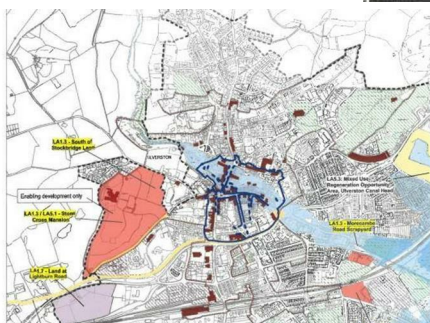 LA1.3 - South of
Stockbridge Lane
ULVERSTON
Enabling development only
LA1.3 / LA5.1 - Stone
Cross Mansion
LA1.7 - Land at
Lightburn Road
LA5.3: Mixed Use
Regeneration Opportunity
Area, Ulverston Canal Head
LA1.3 - Morecambe
Road Scrapyard